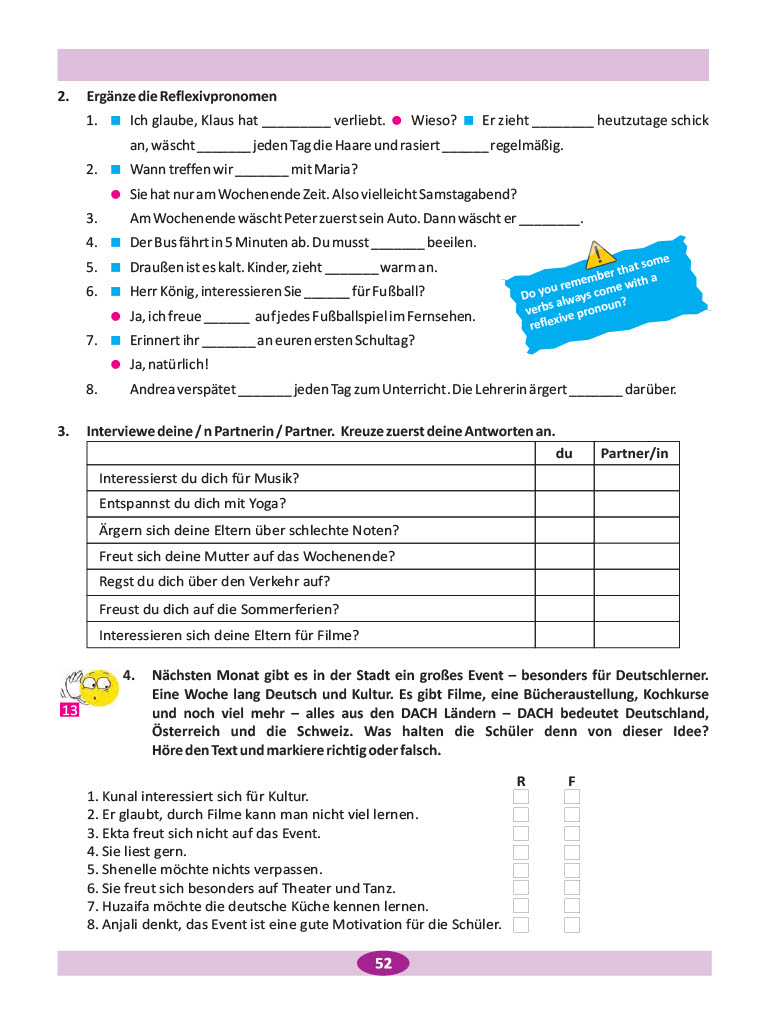 2. Ergänze die Reflexivpronomen
1. Ich glaube, Klaus hat _________ verliebt. Wieso? Er zieht ________ heutzutage schick
an, wäscht _______ jeden Tag die Haare und rasiert ______ regelmäßig.
2. Wann treffen wir _______ mit Maria?
Sie hat nur am Wochenende Zeit. Also vielleicht Samstagabend?
3. Am Wochenende wäscht Peter zuerst sein Auto. Dann wäscht er ________.
4. Der Bus fährt in 5 Minuten ab. Du musst _______ beeilen.
5. Draußen ist es kalt. Kinder, zieht _______ warm an.
6. Herr König, interessieren Sie ______ für Fußball?
Ja, ich freue ______ auf jedes Fußballspiel im Fernsehen.
7. Erinnert ihr _______ an euren ersten Schultag?
Ja, natürlich!
8. Andrea verspätet _______ jeden Tag zum Unterricht. Die Lehrerin ärgert _______ darüber.
!
Do you remember that some
verbs always come with a
reflexive pronoun?
3. Interviewe deine / n Partnerin / Partner. Kreuze zuerst deine Antworten an.
du Partner/in
Interessierst du dich für Musik?
Entspannst du dich mit Yoga?
Ärgern sich deine Eltern über schlechte Noten?
Freut sich deine Mutter auf das Wochenende?
Regst du dich über den Verkehr auf?
Freust du dich auf die Sommerferien?
Interessieren sich deine Eltern für Filme?
13
4. Nächsten Monat gibt es in der Stadt ein großes Event – besonders für Deutschlerner.
Eine Woche lang Deutsch und Kultur. Es gibt Filme, eine Bücheraustellung, Kochkurse
und noch viel mehr – alles aus den DACH Ländern – DACH bedeutet Deutschland,
Österreich und die Schweiz. Was halten die Schüler denn von dieser Idee?
Höre den Text und markiere richtig oder falsch.
R F
1. Kunal interessiert sich für Kultur.
2. Er glaubt, durch Filme kann man nicht viel lernen.
3. Ekta freut sich nicht auf das Event.
4. Sie liest gern.
5. Shenelle möchte nichts verpassen.
6. Sie freut sich besonders auf Theater und Tanz.
7. Huzaifa möchte die deutsche Küche kennen lernen.
8. Anjali denkt, das Event ist eine gute Motivation für die Schüler.
52